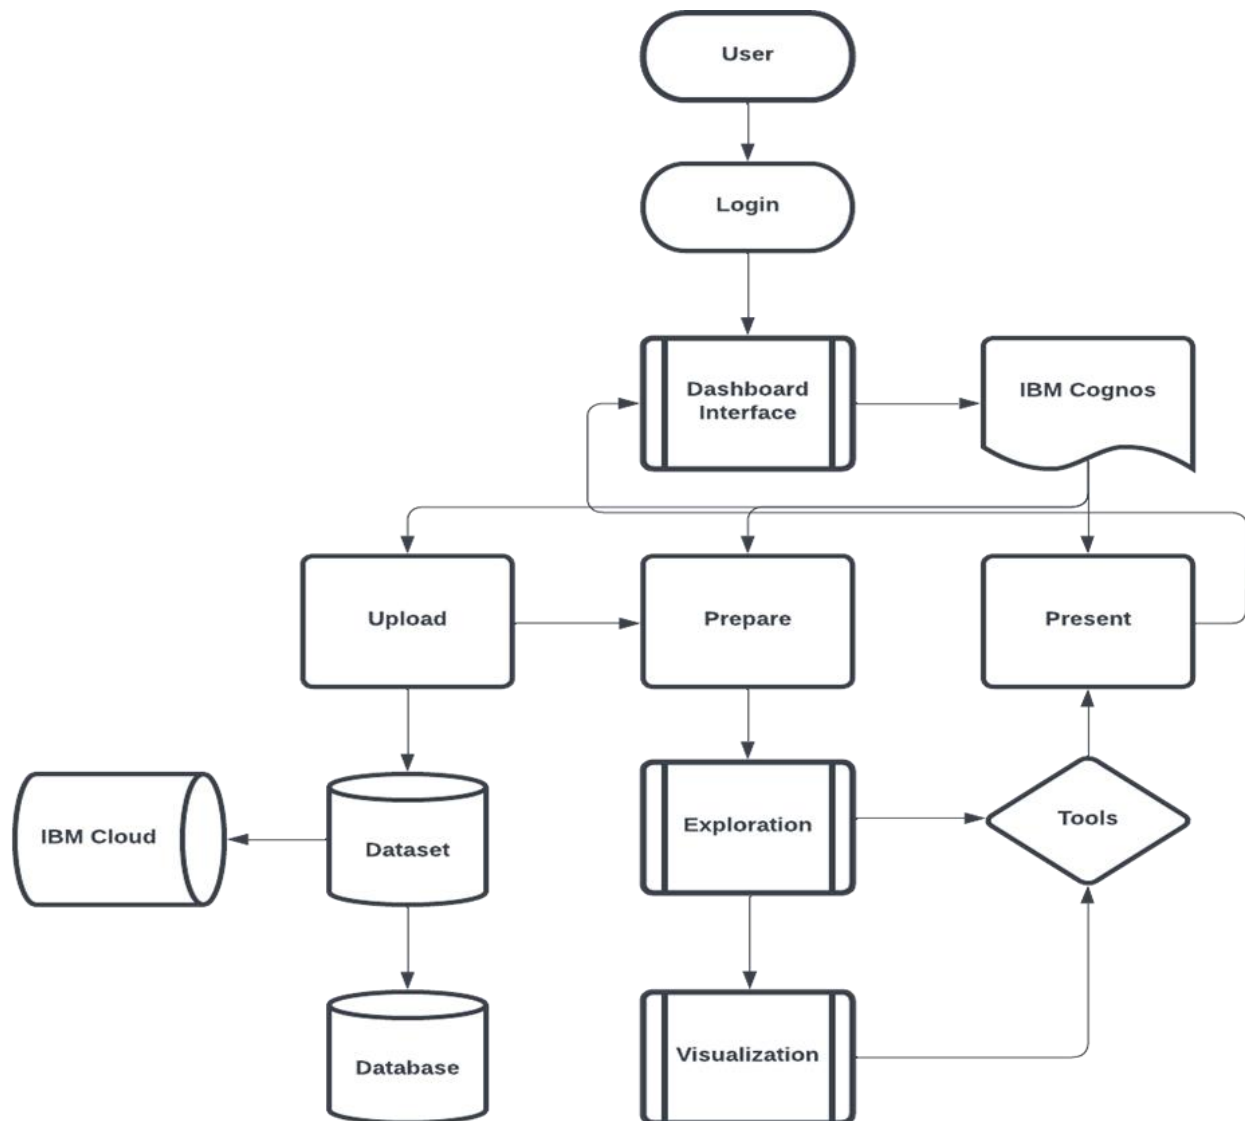 User
Login
Dashboard
Interface
IBM Cognos
Upload
Prepare
Present
IBM Cloud
Dataset
Exploration
Tools
Database
Visualization